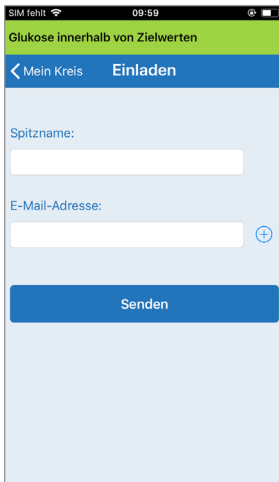 SIM fehlt 09:59
Glukose innerhalb von Zielwerten
Mein Kreis Einladen
Spitzname:
E-Mail-Adresse:
Senden